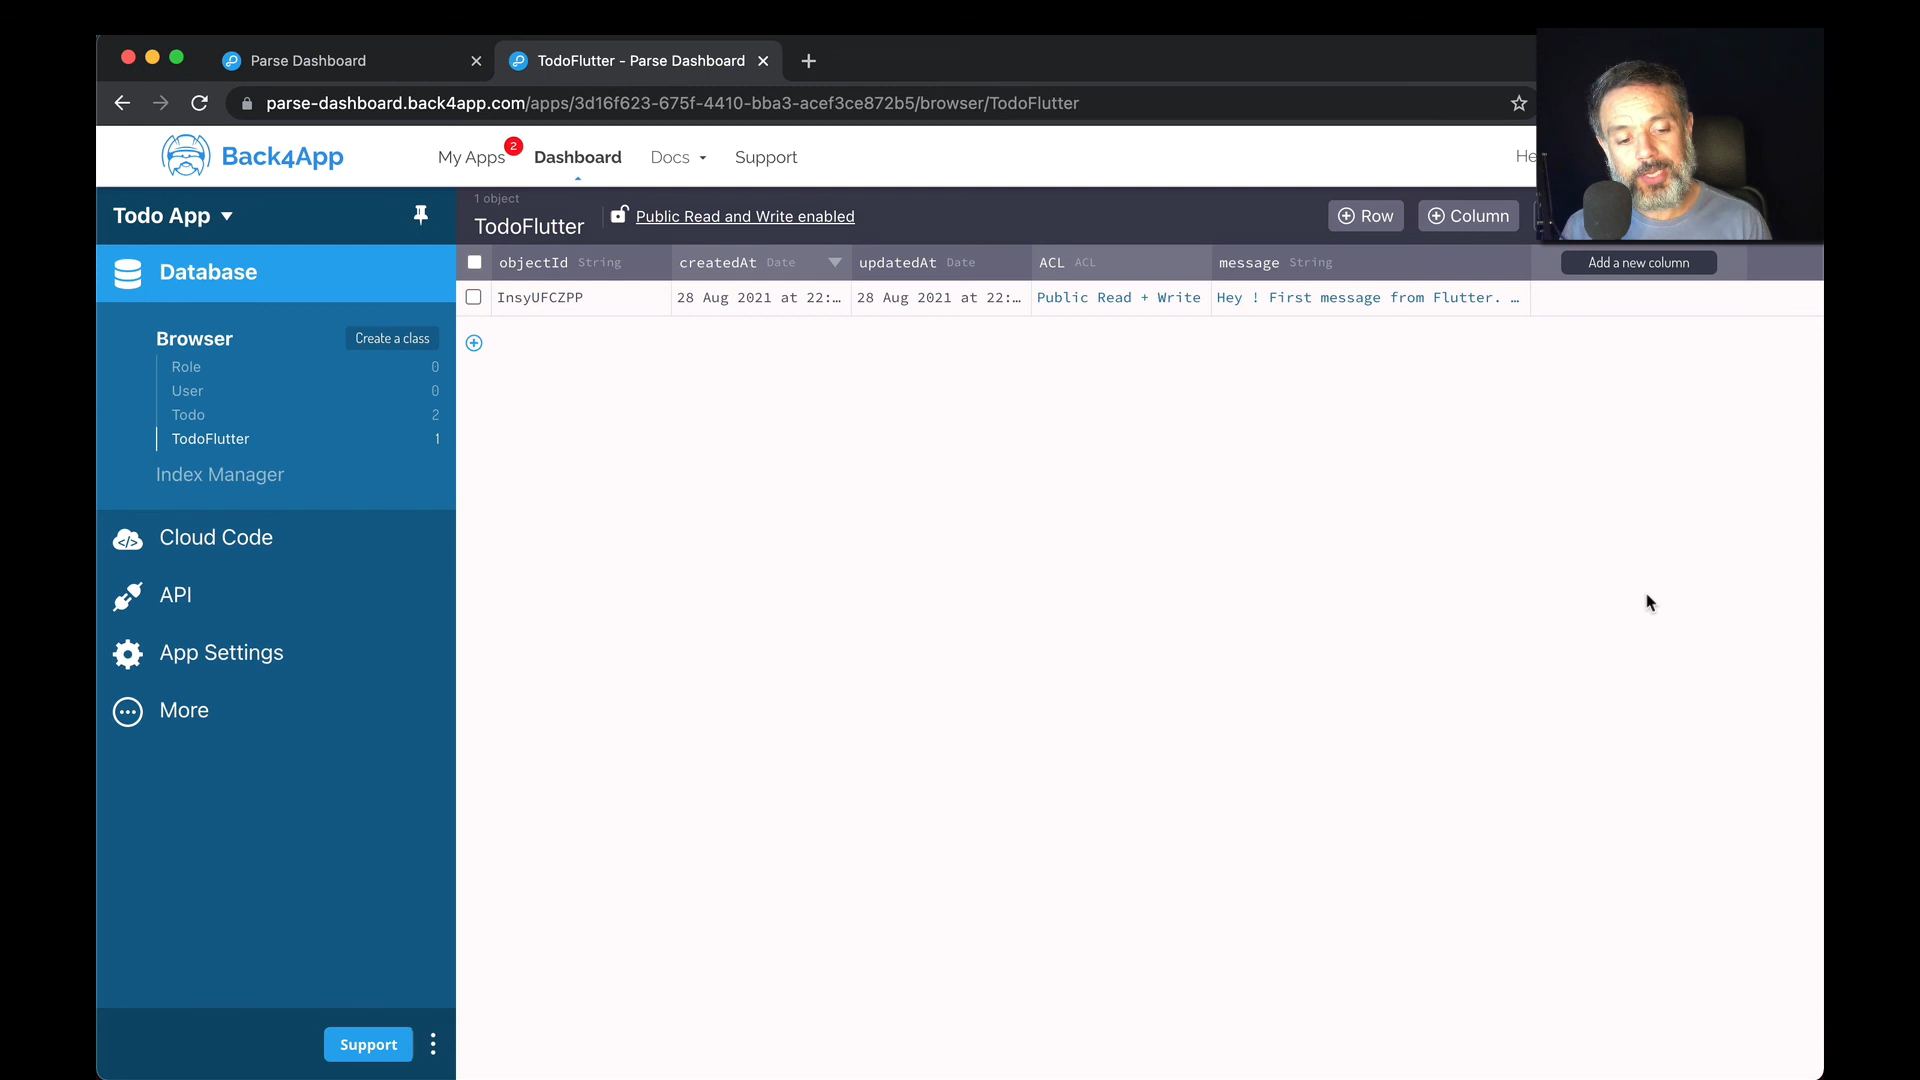 Parse Dashboard
TodoFlutter - Parse Dashboard
parse-dashboard.back4app.com/apps/3d16f623-675f-4410-bba3-acef3ce872b5/browser/TodoFlutter
Back4App
My Apps 2 Dashboard Docs Support He
Todo App
1 object
TodoFlutter
Public Read and Write enabled
Row
Column
Database
objectId String createdAt Date updatedAt Date ACL ACL message String Add a new column
InsyUFCZPP 28 Aug 2021 at 22:… 28 Aug 2021 at 22:… Public Read + Write Hey ! First message from Flutter. …
Browser
Create a class
Role 0
User 0
Todo 2
TodoFlutter 1
Index Manager
Cloud Code
API
App Settings
More
Support